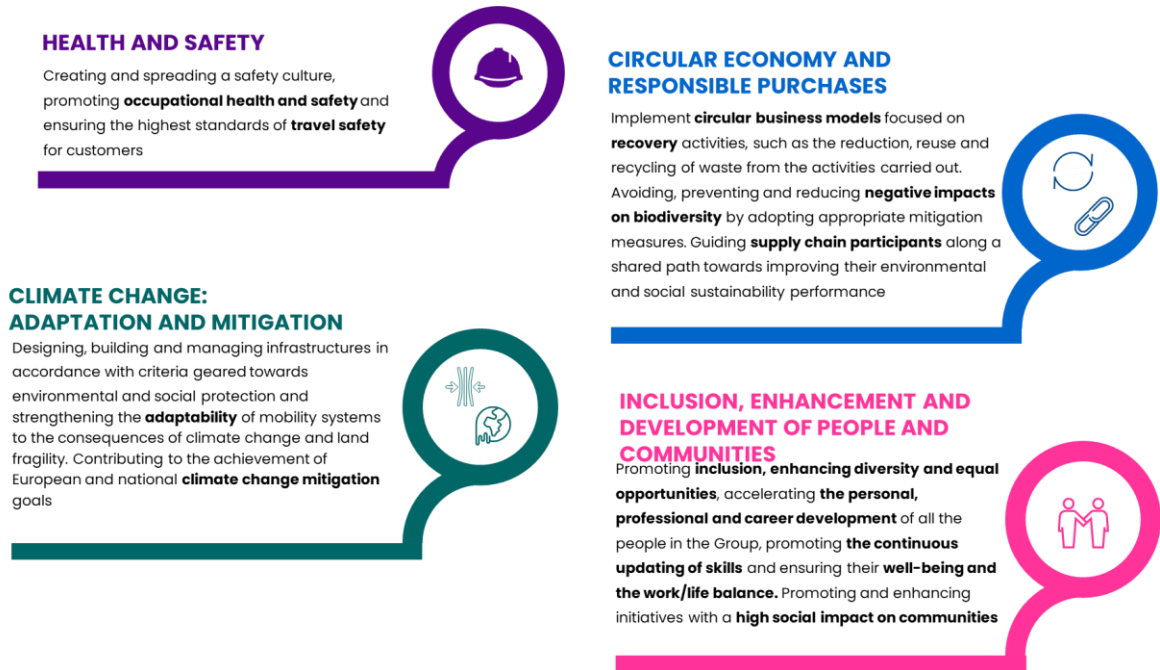 HEALTH AND SAFETY
Creating and spreading a safety culture,
promoting occupational health and safety and
ensuring the highest standards of travel safety
for customers
CLIMATE CHANGE:
ADAPTATION AND MITIGATION
Designing, building and managing infrastructures in
accordance with criteria geared towards
environmental and social protection and
strengthening the adaptability of mobility systems
to the consequences of climate change and land
fragility. Contributing to the achievement of
European and national climate change mitigation
goals
CIRCULAR ECONOMY AND
RESPONSIBLE PURCHASES
Implement circular business models focused on
recovery activities, such as the reduction, reuse and
recycling of waste from the activities carried out.
Avoiding, preventing and reducing negative impacts
on biodiversity by adopting appropriate mitigation
measures. Guiding supply chain participants along a
shared path towards improving their environmental
and social sustainability performance
INCLUSION, ENHANCEMENT AND
DEVELOPMENT OF PEOPLE AND
COMMUNITIES
Promoting inclusion, enhancing diversity and equal
opportunities, accelerating the personal,
professional and career development of all the
people in the Group, promoting the continuous
updating of skills and ensuring their well-being and
the work/life balance. Promoting and enhancing
initiatives with a high social impact on communities